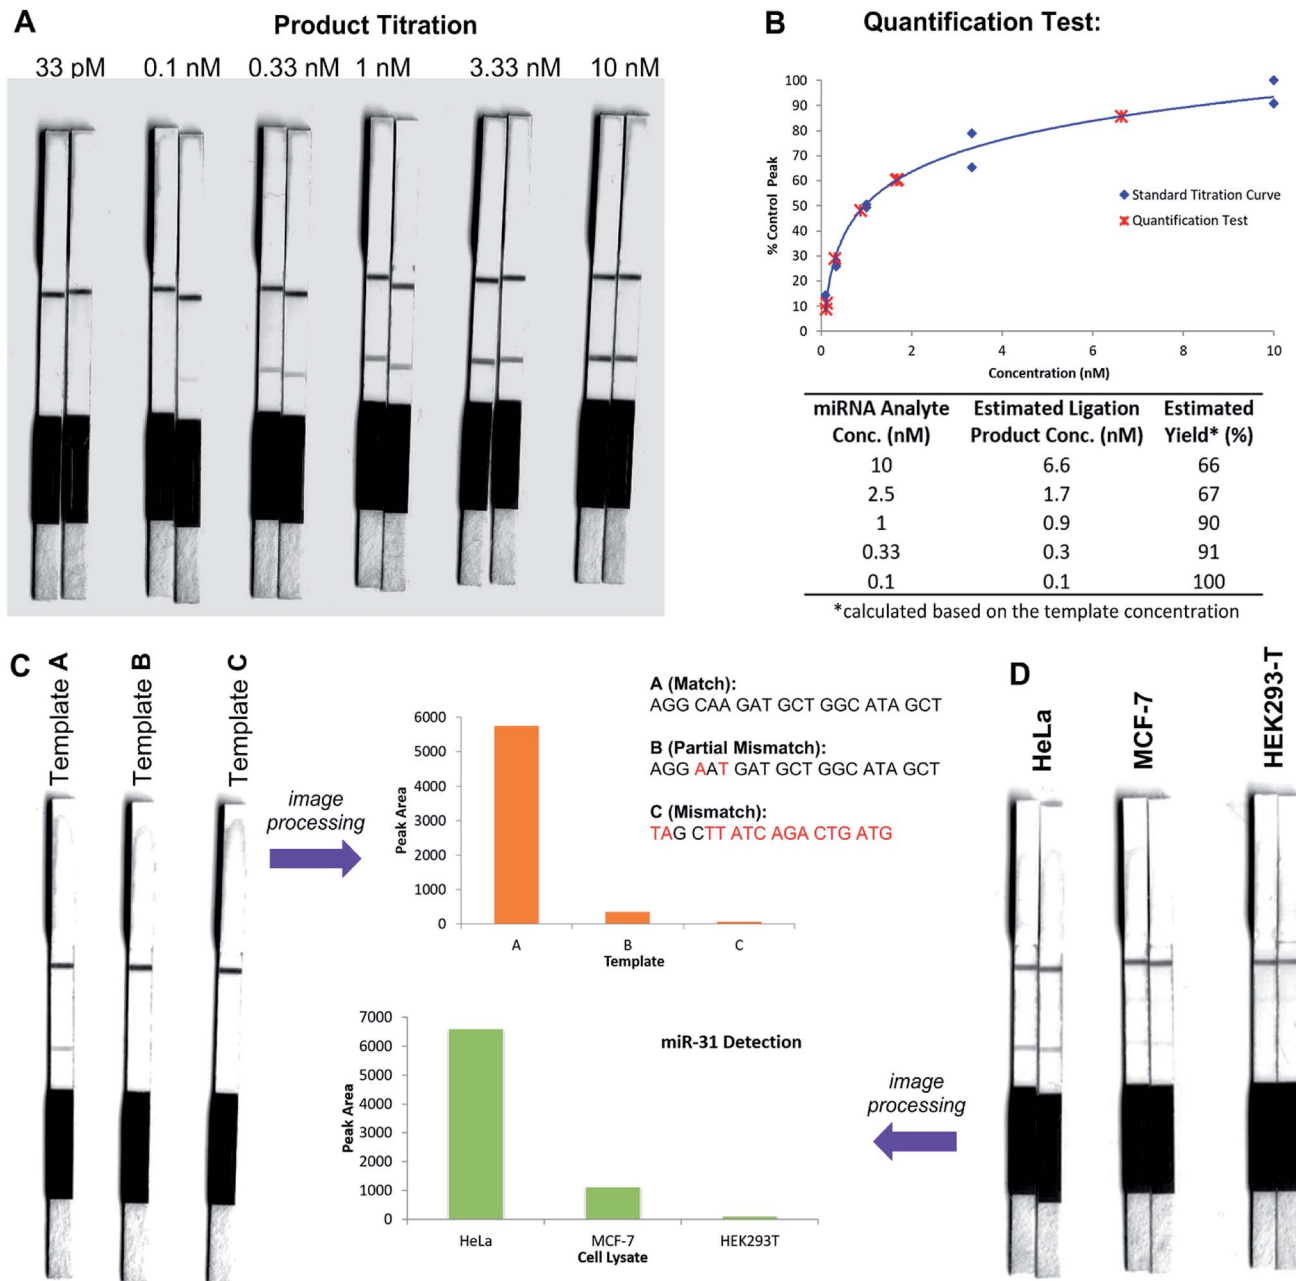 A
Product Titration
33 pM 0.1 nM 0.33 nM 1 nM 3.33 nM 10 nM
B
Quantification Test:
100
90
80
70
60
50
40
30
20
10
0
% Control Peak
0 2 4 6 8 10
Concentration (nM)
Standard Titration Curve
Quantification Test
miRNA Analyte Estimated Ligation Estimated
Conc. (nM) Product Conc. (nM) Yield* (%)
10 6.6 66
2.5 1.7 67
1 0.9 90
0.33 0.3 91
0.1 0.1 100
*calculated based on the template concentration
C
Template A
Template B
Template C
image
processing
6000
5000
4000
3000
2000
1000
0
Peak Area
A B C
Template
A (Match):
AGG CAA GAT GCT GGC ATA GCT
B (Partial Mismatch):
AGG AAT GAT GCT GGC ATA GCT
C (Mismatch):
TAG CTT ATC AGA CTG ATG
7000
6000
5000
4000
3000
2000
1000
0
Peak Area
miR-31 Detection
HeLa MCF-7 HEK293T
Cell Lysate
image
processing
D
HeLa
MCF-7
HEK293-T